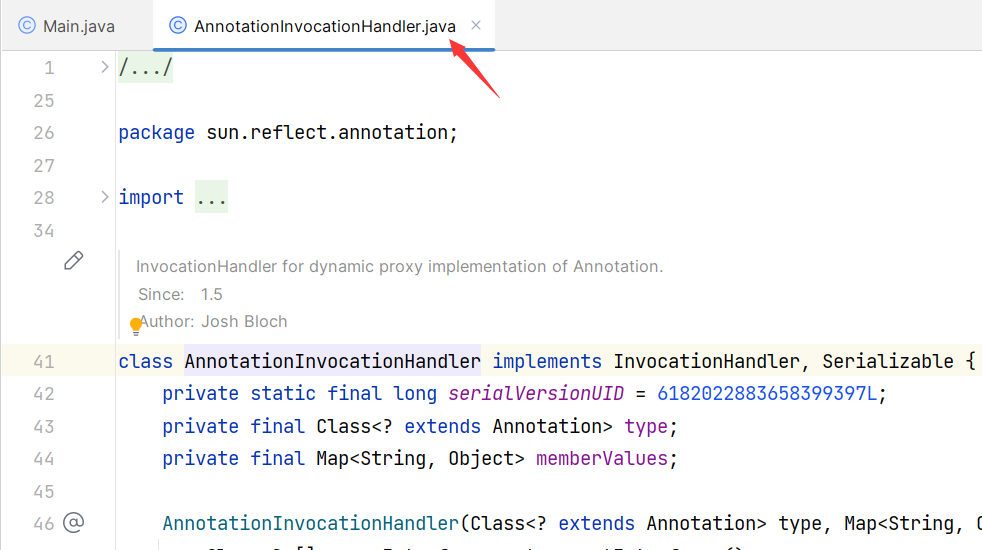 Main.java AnnotationInvocationHandler.java
1 /.../
25
26 package sun.reflect.annotation;
27
28 import ...
34
InvocationHandler for dynamic proxy implementation of Annotation.
Since: 1.5
Author: Josh Bloch
41 class AnnotationInvocationHandler implements InvocationHandler, Serializable {
42 private static final long serialVersionUID = 6182022883658399397L;
43 private final Class<? extends Annotation> type;
44 private final Map<String, Object> memberValues;
45
46 @ AnnotationInvocationHandler(Class<? extends Annotation> type, Map<String,